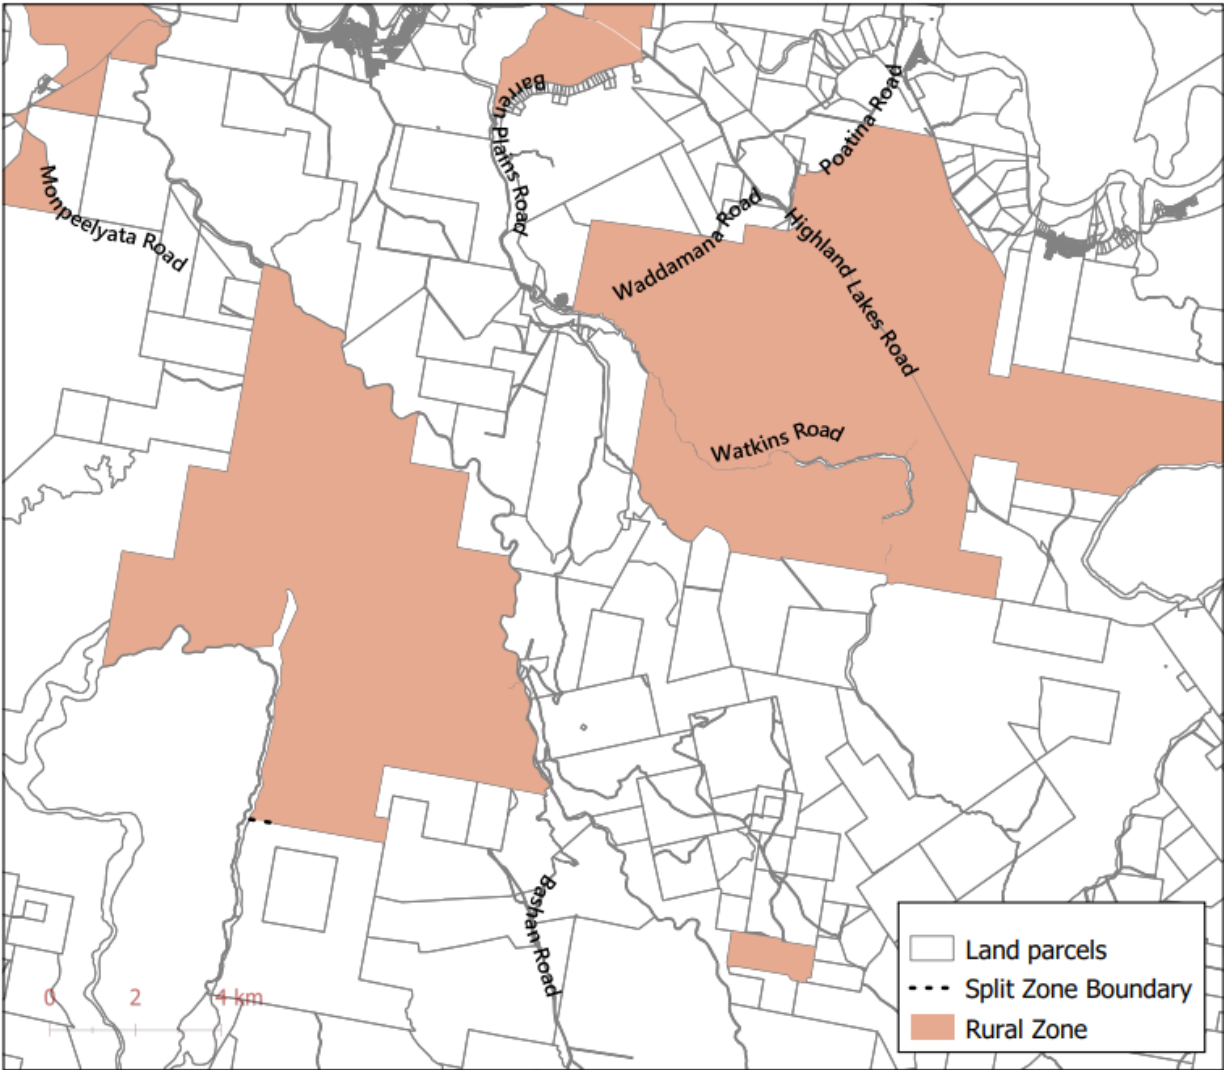 Barren Plains Road
Poatina Road
Monpeelyata Road
Waddamana Road
Highland Lakes Road
Watkins Road
Bashan Road
0 2 4 km
Land parcels
Split Zone Boundary
Rural Zone